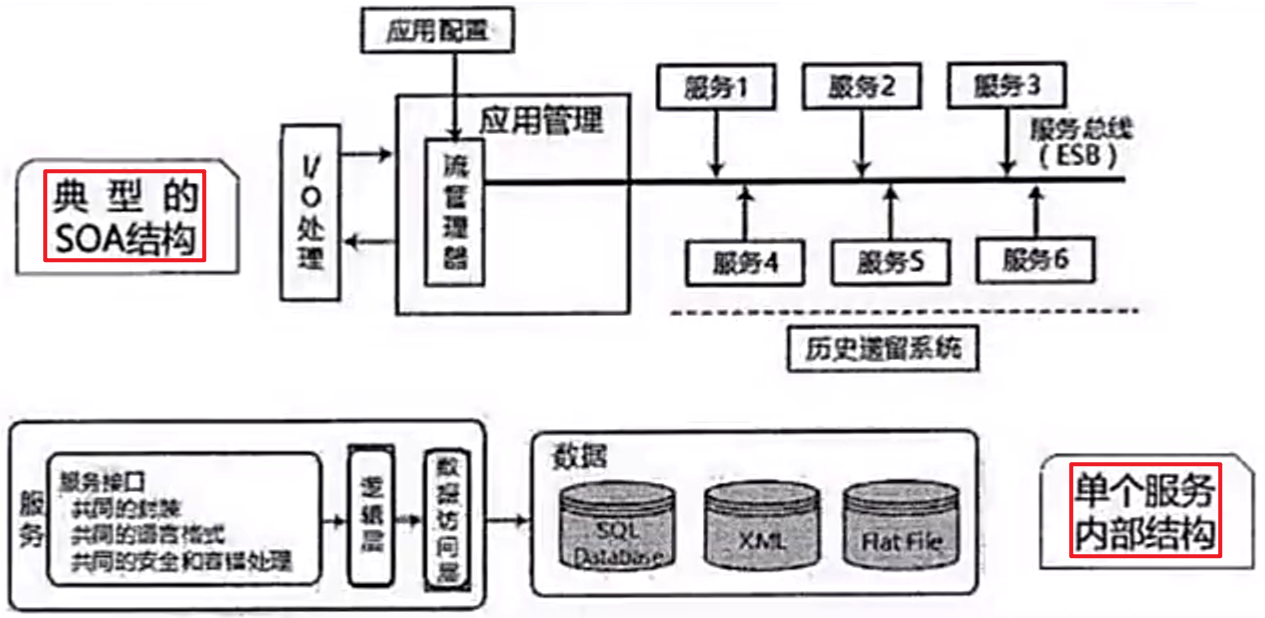 应用配置
典型的
SOA结构
I/O处理
应用管理
流管理器
服务1
服务2
服务3
服务总线
(ESB)
服务4
服务5
服务6
历史遗留系统
服务
服务接口
共同的封装
共同的语言格式
共同的安全和容错处理
逻辑层
数据访问层
数据
SQL
Database
XML
Flat File
单个服务
内部结构